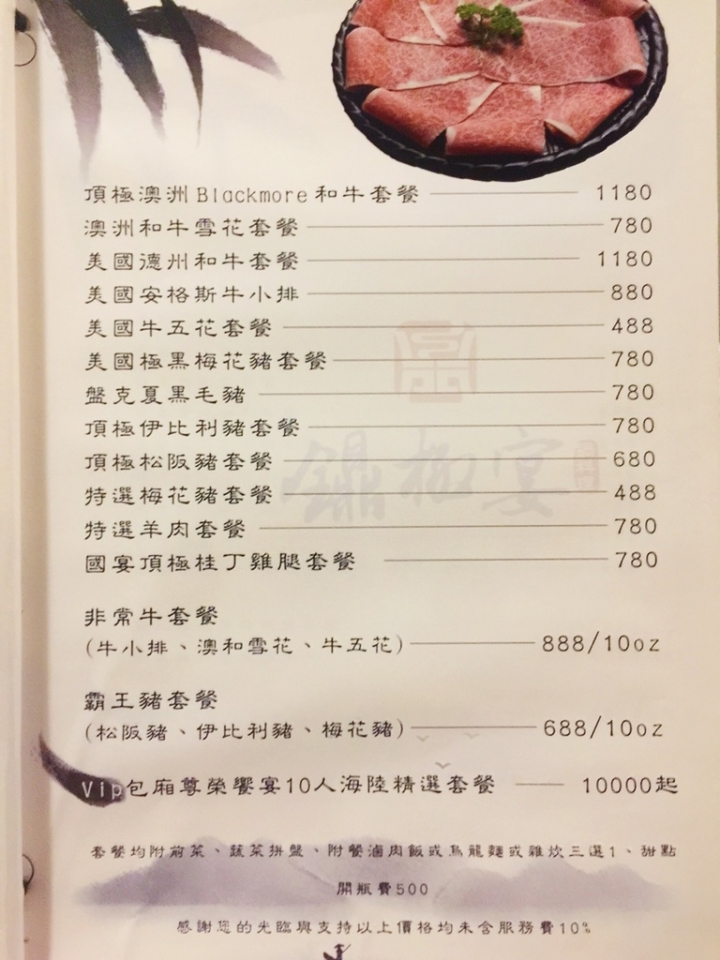 頂極澳洲Blackmore和牛套餐 1180
澳洲和牛雪花套餐 780
美國德州和牛套餐 1180
美國安格斯牛小排 880
美國牛五花套餐 488
美國極黑梅花豬套餐 780
盤克夏黑毛豬 780
頂極伊比利豬套餐 780
頂極松阪豬套餐 680
特選梅花豬套餐 488
特選羊肉套餐 780
國宴頂極桂丁雞腿套餐 780
非常牛套餐
(牛小排、澳和雪花、牛五花) 888/10oz
霸王豬套餐
(松阪豬、伊比利豬、梅花豬) 688/10oz
Vip包廂尊榮饗宴10人海陸精選套餐 10000起
套餐均附前菜、蔬菜拼盤、附餐滷肉飯或烏龍麵或雜炊三選1、甜點
開瓶費500
感謝您的光臨與支持以上價格均未含服務費10%